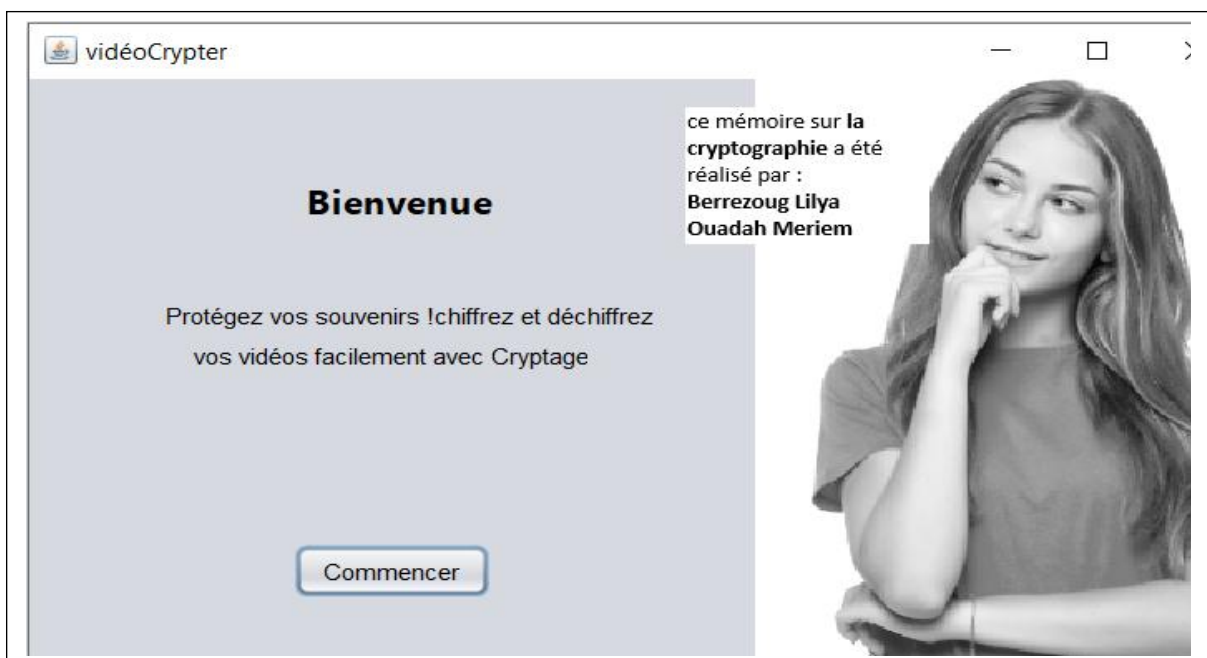 vidéoCrypter
ce mémoire sur la
cryptographie a été
réalisé par :
Berrezoug Lilya
Ouadah Meriem
Bienvenue
Protégez vos souvenirs !chiffrez et déchiffrez
vos vidéos facilement avec Cryptage
Commencer